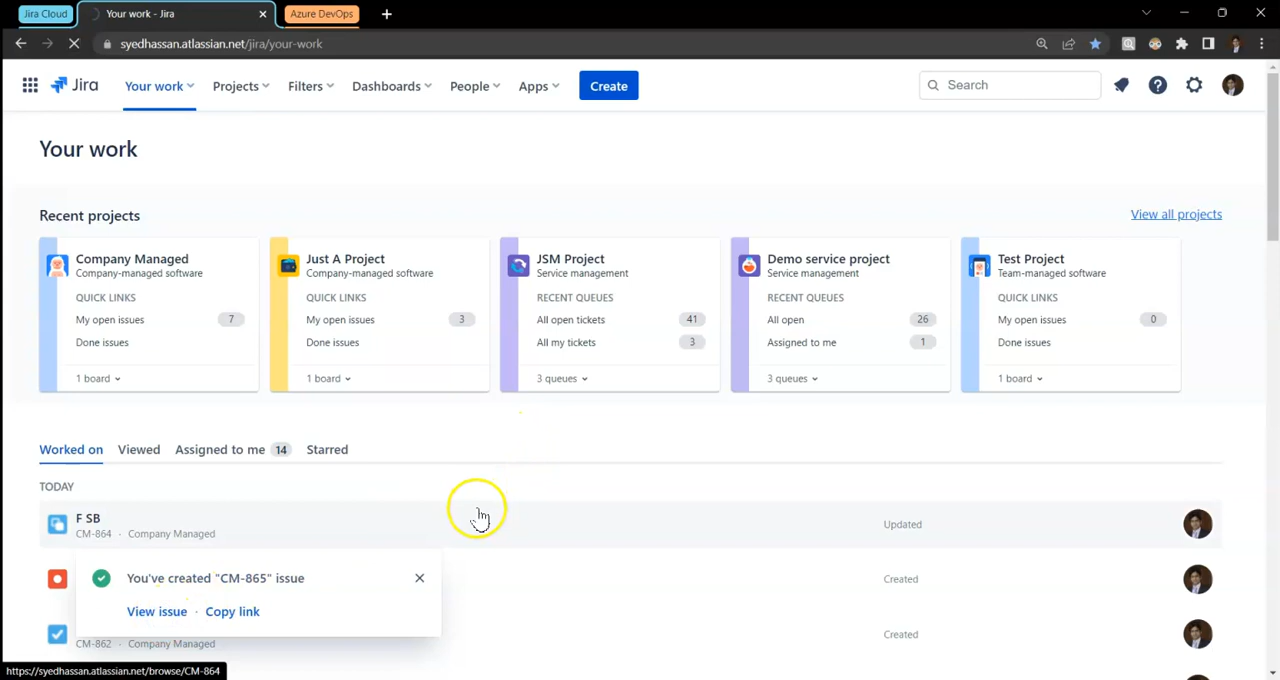 Jira Cloud
Your work - Jira
Azure DevOps
syedhassan.atlassian.net/jira/your-work
Jira
Your work
Projects
Filters
Dashboards
People
Apps
Create
Search
Your work
Recent projects
View all projects
Company Managed
Company-managed software
QUICK LINKS
My open issues 7
Done issues
1 board
Just A Project
Company-managed software
QUICK LINKS
My open issues 3
Done issues
1 board
JSM Project
Service management
RECENT QUEUES
All open tickets 41
All my tickets 3
3 queues
Demo service project
Service management
RECENT QUEUES
All open 26
Assigned to me 1
3 queues
Test Project
Team-managed software
QUICK LINKS
My open issues 0
Done issues
1 board
Worked on
Viewed
Assigned to me 14
Starred
TODAY
F SB
CM-864 · Company Managed
Updated
You've created "CM-865" issue
View issue · Copy link
Created
CM-862 · Company Managed
Created
https://syedhassan.atlassian.net/browse/CM-864